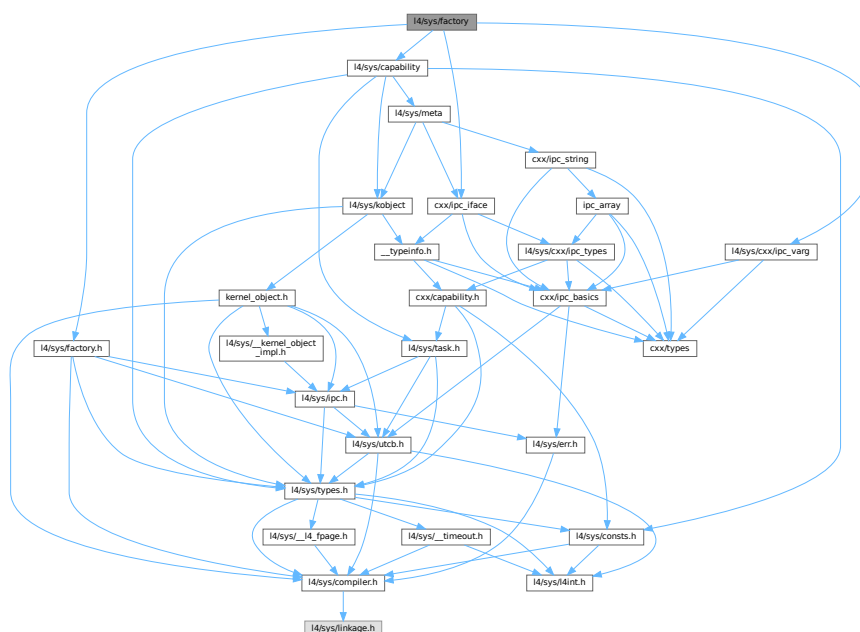 l4/sys/factory
l4/sys/capability
l4/sys/meta
cxx/ipc_string
l4/sys/kobject
cxx/ipc_iface
ipc_array
__typeinfo.h
l4/sys/cxx/ipc_types
l4/sys/cxx/ipc_varg
kernel_object.h
cxx/capability.h
cxx/ipc_basics
l4/sys/factory.h
l4/sys/__kernel_object
_impl.h
l4/sys/task.h
cxx/types
l4/sys/ipc.h
l4/sys/utcb.h
l4/sys/err.h
l4/sys/types.h
l4/sys/__l4_fpage.h
l4/sys/__timeout.h
l4/sys/consts.h
l4/sys/compiler.h
l4/sys/l4int.h
l4/sys/linkage.h